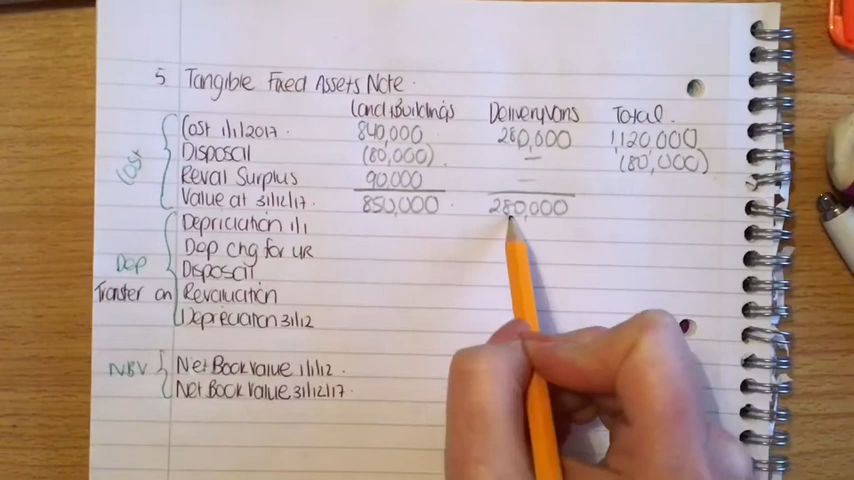 5 Tangible Fixed Assets Note.
Land+Buildings Delivery Vans Total.
Cost 1/1/2017. 840,000 280,000 1,120,000
Disposal (80,000) — (80,000)
Reval Surplus 90,000 —
Value at 31/12/17. 850,000 280,000
Cost
Depriciation 1/1
Dep chg for YR
Disposal
Transfer on Revaluation
Depreciation 31/12
Dep
NBV
Net Book Value 1/1/12.
Net Book Value 31/12/17.